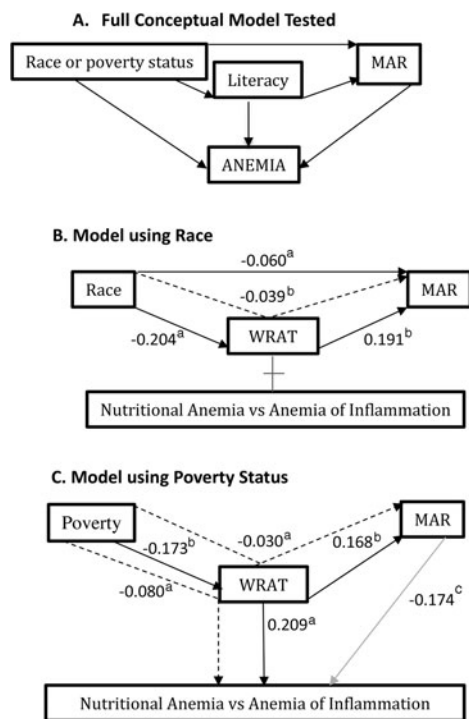 A. Full Conceptual Model Tested
Race or poverty status
Literacy
MAR
ANEMIA
B. Model using Race
-0.060a
Race
MAR
-0.039b
-0.204a
WRAT
0.191b
Nutritional Anemia vs Anemia of Inflammation
C. Model using Poverty Status
Poverty
MAR
-0.030a
-0.173b
0.168b
-0.080a
WRAT
-0.174c
0.209a
Nutritional Anemia vs Anemia of Inflammation